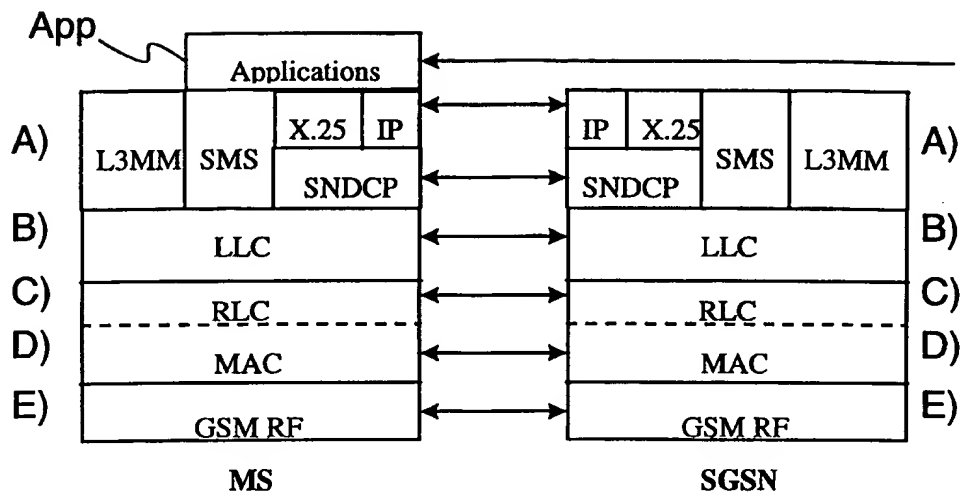 App
Applications
A) L3MM SMS X.25 IP SNDCP
IP X.25 SMS L3MM SNDCP A)
B) LLC LLC B)
C) RLC RLC C)
D) MAC MAC D)
E) GSM RF GSM RF E)
MS SGSN